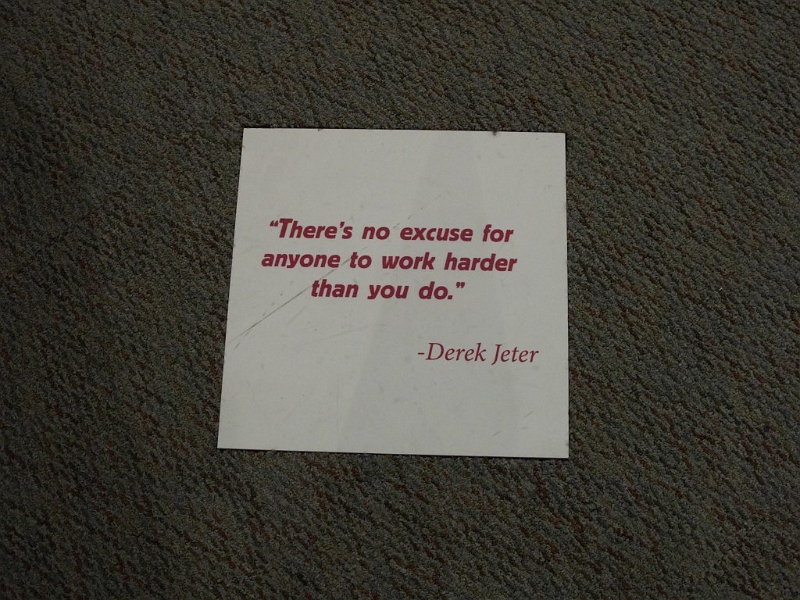 “There’s no excuse for
anyone to work harder
than you do.”
-Derek Jeter